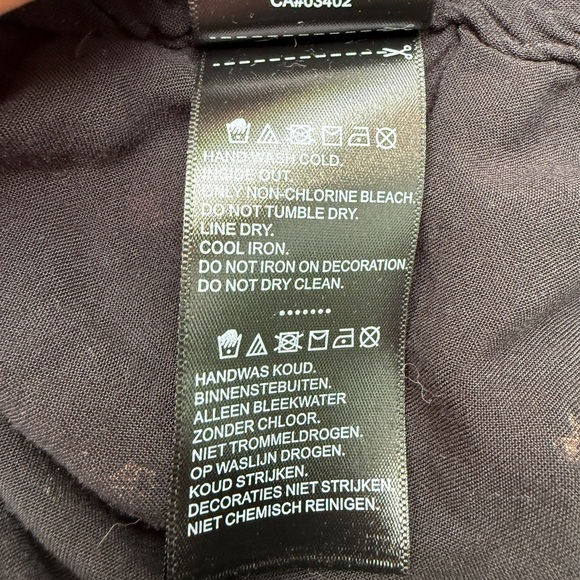 CA#03402
HAND WASH COLD.
INSIDE OUT.
ONLY NON-CHLORINE BLEACH.
DO NOT TUMBLE DRY.
LINE DRY.
COOL IRON.
DO NOT IRON ON DECORATION.
DO NOT DRY CLEAN.
HANDWAS KOUD.
BINNENSTEBUITEN.
ALLEEN BLEEKWATER
ZONDER CHLOOR.
NIET TROMMELDROGEN.
OP WASLIJN DROGEN.
KOUD STRIJKEN.
DECORATIES NIET STRIJKEN.
NIET CHEMISCH REINIGEN.